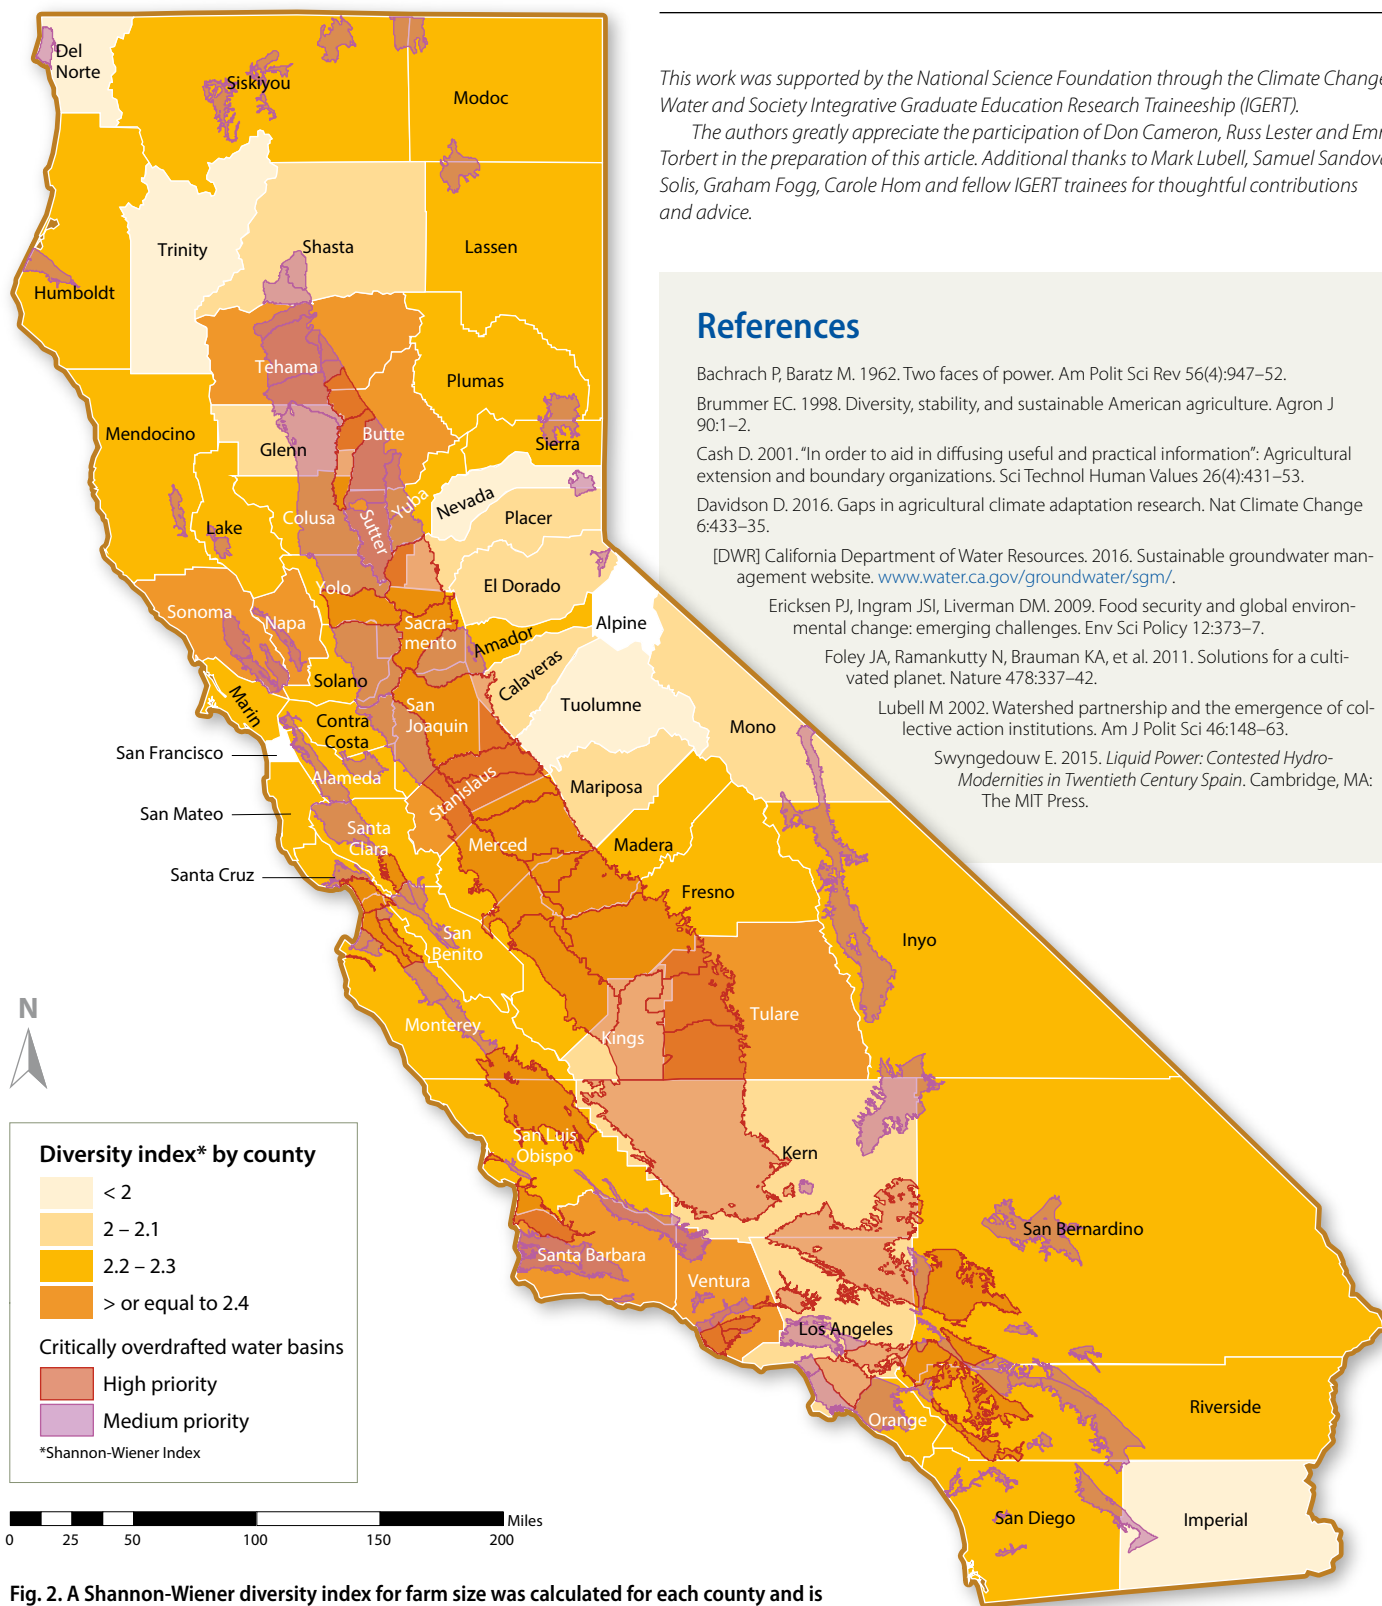 This work was supported by the National Science Foundation through the Climate Change
Water and Society Integrative Graduate Education Research Traineeship (IGERT).
The authors greatly appreciate the participation of Don Cameron, Russ Lester and
Torbert in the preparation of this article. Additional thanks to Mark Lubell, Samuel
Solis, Graham Fogg, Carole Hom and fellow IGERT trainees for thoughtful contributions
and advice.
References
Bachrach P, Baratz M. 1962. Two faces of power. Am Polit Sci Rev 56(4):947–52.
Brummer EC. 1998. Diversity, stability, and sustainable American agriculture. Agron J
90:1–2.
Cash D. 2001. “In order to aid in diffusing useful and practical information”: Agricultural
extension and boundary organizations. Sci Technol Human Values 26(4):431–53.
Davidson D. 2016. Gaps in agricultural climate adaptation research. Nat Climate Change
6:433–35.
[DWR] California Department of Water Resources. 2016. Sustainable groundwater man-
agement website. www.water.ca.gov/groundwater/sgm/.
Ericksen PJ, Ingram JSI, Liverman DM. 2009. Food security and global environ-
mental change: emerging challenges. Env Sci Policy 12:373–7.
Foley JA, Ramankutty N, Brauman KA, et al. 2011. Solutions for a culti-
vated planet. Nature 478:337–42.
Lubell M 2002. Watershed partnership and the emergence of col-
lective action institutions. Am J Polit Sci 46:148–63.
Swyngedouw E. 2015. Liquid Power: Contested Hydro-
Modernities in Twentieth Century Spain. Cambridge, MA:
The MIT Press.
Del
Norte
Siskiyou
Modoc
Trinity
Shasta
Lassen
Humboldt
Tehama
Plumas
Mendocino
Glenn
Butte
Sierra
Nevada
Yuba
Placer
Colusa
Sutter
Lake
El Dorado
Yolo
Sonoma
Napa
Sacra-
mento
Amador
Alpine
Solano
Calaveras
Marin
Tuolumne
San
Joaquin
Contra
Costa
Mono
San Francisco
Alameda
Stanislaus
Mariposa
San Mateo
Santa
Clara
Merced
Madera
Santa Cruz
Fresno
San
Benito
Inyo
N
Monterey
Kings
Tulare
San Luis
Obispo
Kern
San Bernardino
Santa Barbara
Ventura
Los Angeles
Orange
Riverside
San Diego
Imperial
Diversity index* by county
< 2
2 – 2.1
2.2 – 2.3
> or equal to 2.4
Critically overdrafted water basins
High priority
Medium priority
*Shannon-Wiener Index
Miles
0 25 50 100 150 200
Fig. 2. A Shannon-Wiener diversity index for farm size was calculated for each county and is